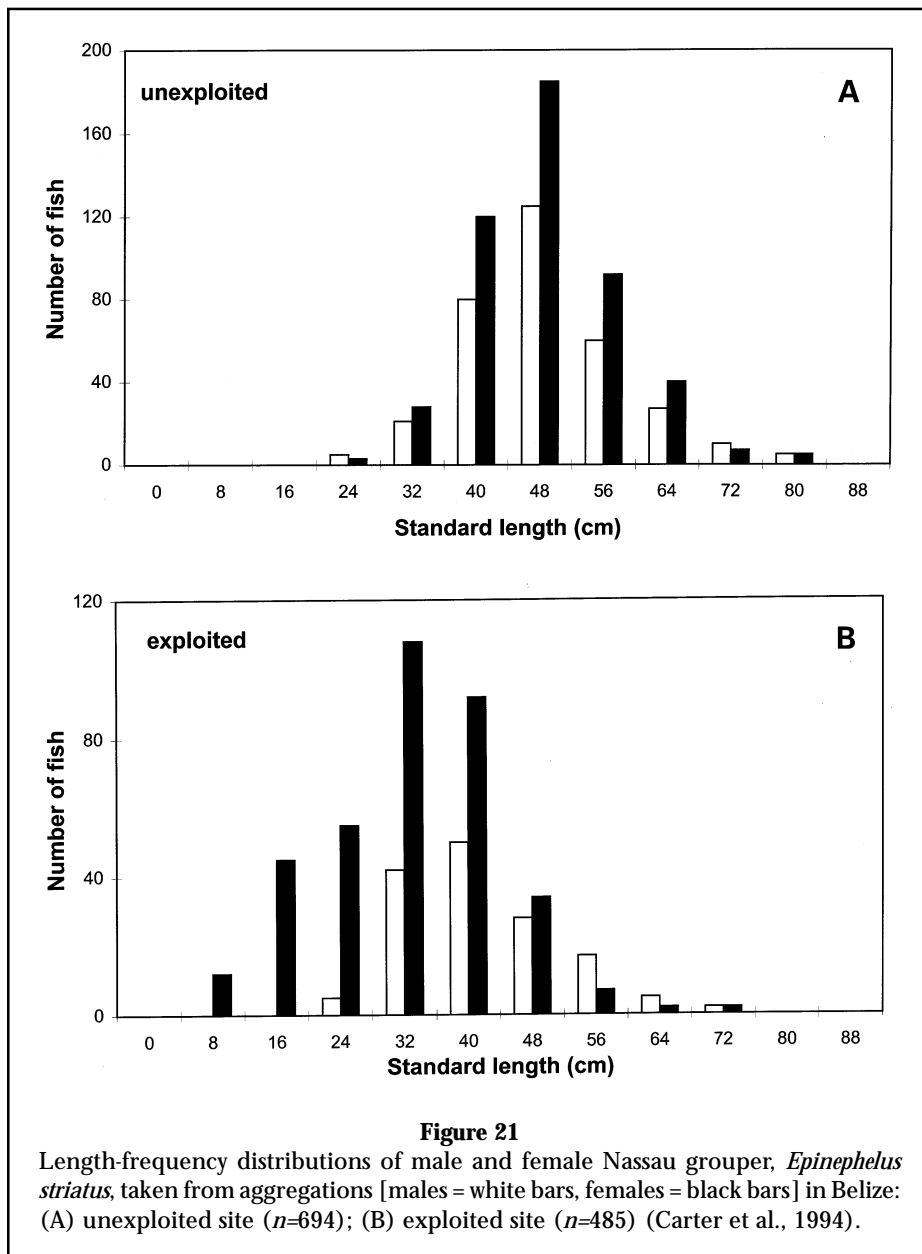 200
unexploited
A
160
120
80
40
0
Number of fish
0 8 16 24 32 40 48 56 64 72 80 88
Standard length (cm)
120
exploited
B
80
40
0
Number of fish
0 8 16 24 32 40 48 56 64 72 80 88
Standard length (cm)
Figure 21
Length-frequency distributions of male and female Nassau grouper, Epinephelus
striatus, taken from aggregations [males = white bars, females = black bars] in Belize:
(A) unexploited site (n=694); (B) exploited site (n=485) (Carter et al., 1994).